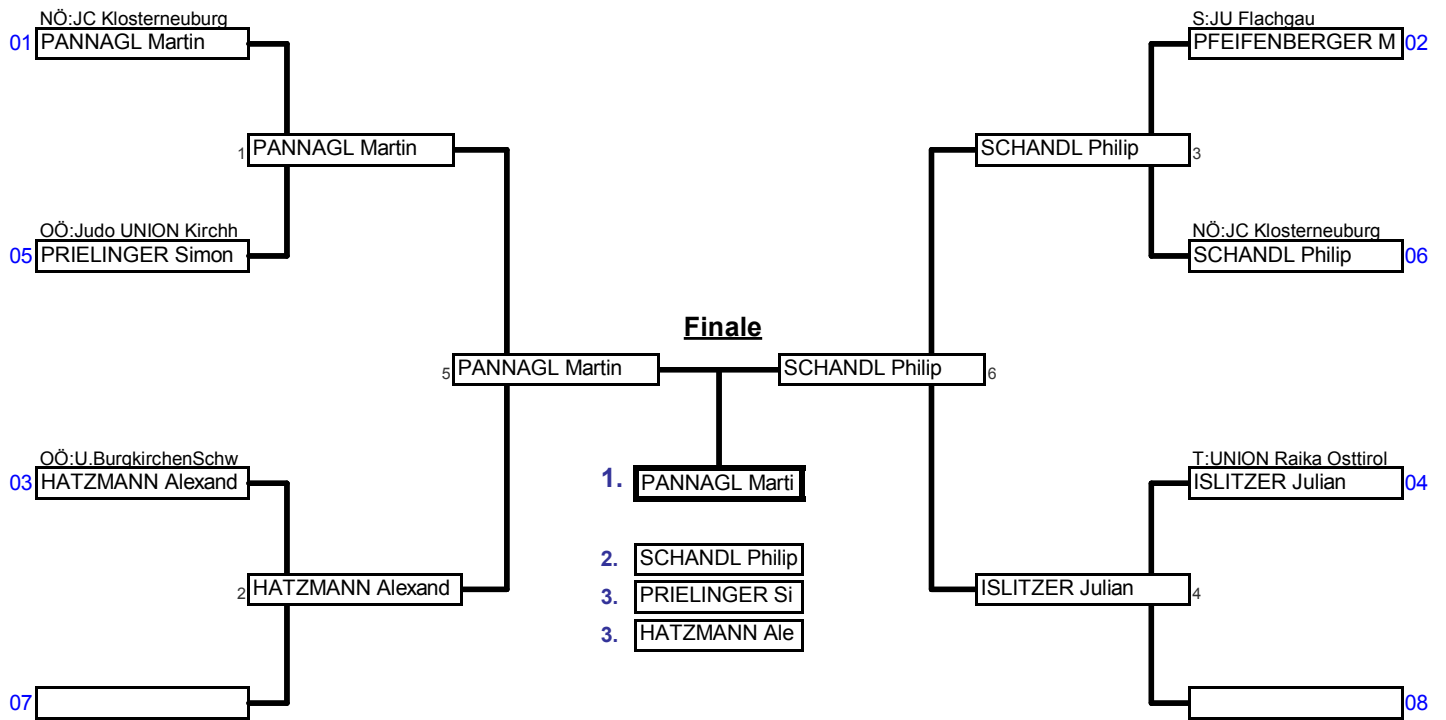 NÖ:JC Klosterneuburg
01 PANNAGL Martin
1 PANNAGL Martin
OÖ:Judo UNION Kirchh
05 PRIELINGER Simon
5 PANNAGL Martin
OÖ:U.BurgkirchenSchw
03 HATZMANN Alexand
2 HATZMANN Alexand
07
Finale
1. PANNAGL Marti
2. SCHANDL Philip
3. PRIELINGER Si
3. HATZMANN Ale
S:JU Flachgau
PFEIFENBERGER M 02
SCHANDL Philip 3
NÖ:JC Klosterneuburg
SCHANDL Philip 06
SCHANDL Philip 6
T:UNION Raika Osttirol
ISLITZER Julian 04
ISLITZER Julian 4
08